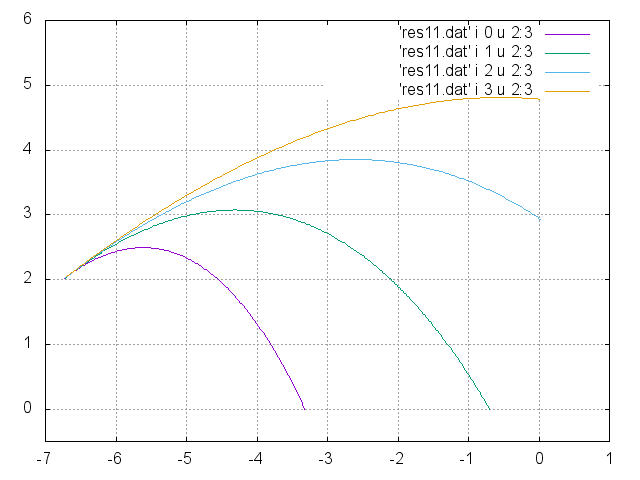 6
'res11.dat' i 0 u 2:3
'res11.dat' i 1 u 2:3
'res11.dat' i 2 u 2:3
'res11.dat' i 3 u 2:3
5
4
3
2
1
0
-7 -6 -5 -4 -3 -2 -1 0 1